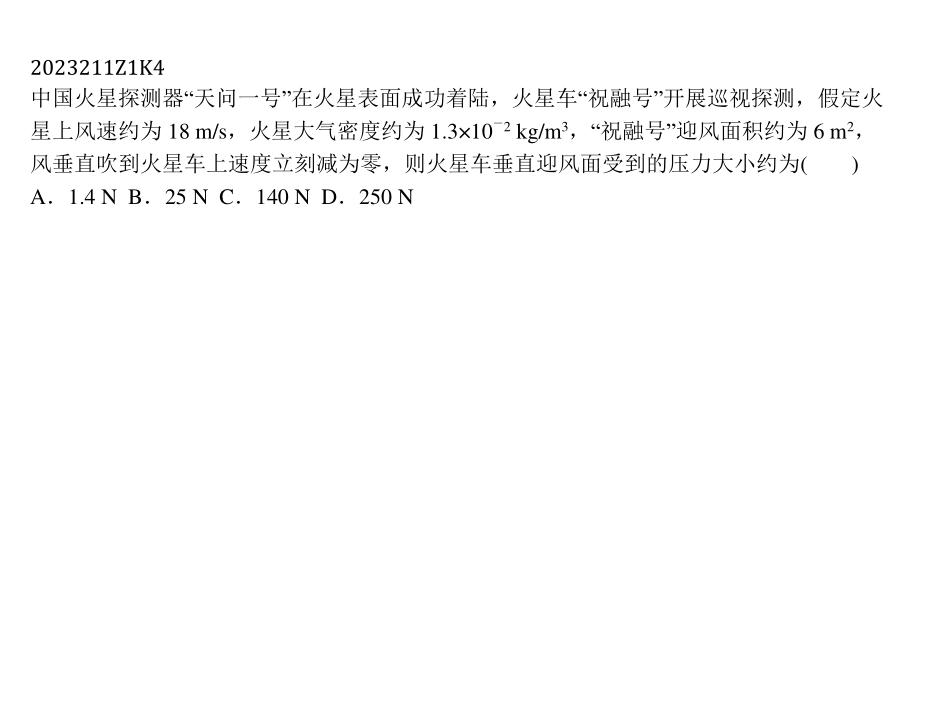 2023211Z1K4
中国火星探测器“天问一号”在火星表面成功着陆，火星车“祝融号”开展巡视探测，假定火
星上风速约为 18 m/s，火星大气密度约为 1.3×10⁻² kg/m³，“祝融号”迎风面积约为 6 m²，
风垂直吹到火星车上速度立刻减为零，则火星车垂直迎风面受到的压力大小约为(　　)
A．1.4 N  B．25 N  C．140 N  D．250 N